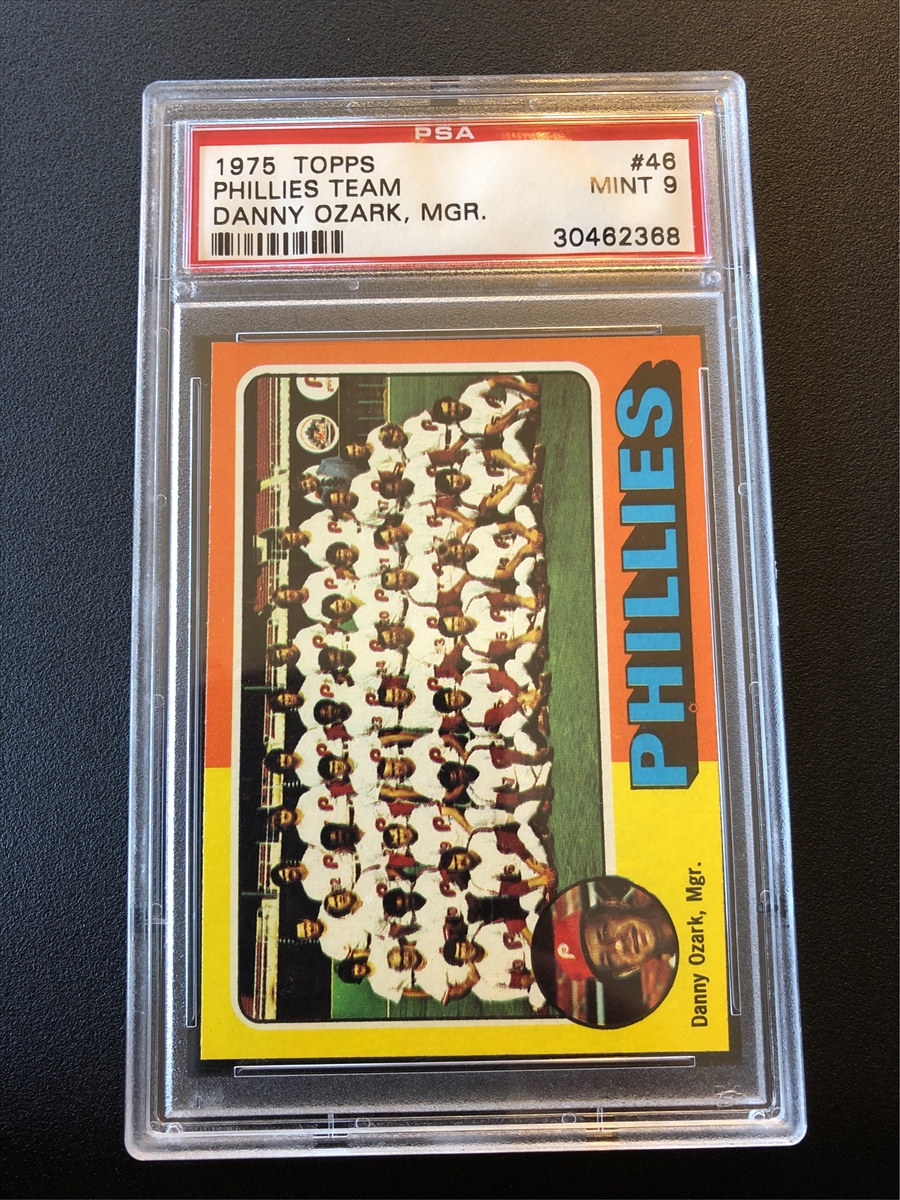 PSA
1975 TOPPS #46
PHILLIES TEAM MINT 9
DANNY OZARK, MGR.
30462368
PHILLIES
Danny Ozark, Mgr.